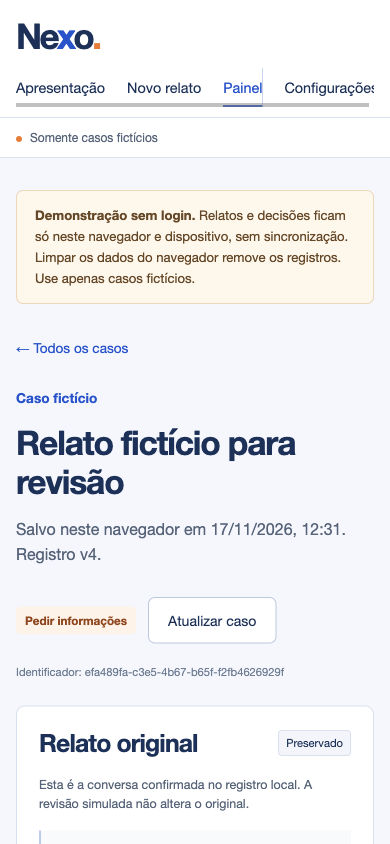 Nexo.
Apresentação Novo relato Painel Configurações
Somente casos fictícios
Demonstração sem login. Relatos e decisões ficam
só neste navegador e dispositivo, sem sincronização.
Limpar os dados do navegador remove os registros.
Use apenas casos fictícios.
← Todos os casos
Caso fictício
Relato fictício para
revisão
Salvo neste navegador em 17/11/2026, 12:31.
Registro v4.
Pedir informações Atualizar caso
Identificador: efa489fa-c3e5-4b67-b65f-f2fb4626929f
Relato original Preservado
Esta é a conversa confirmada no registro local. A
revisão simulada não altera o original.